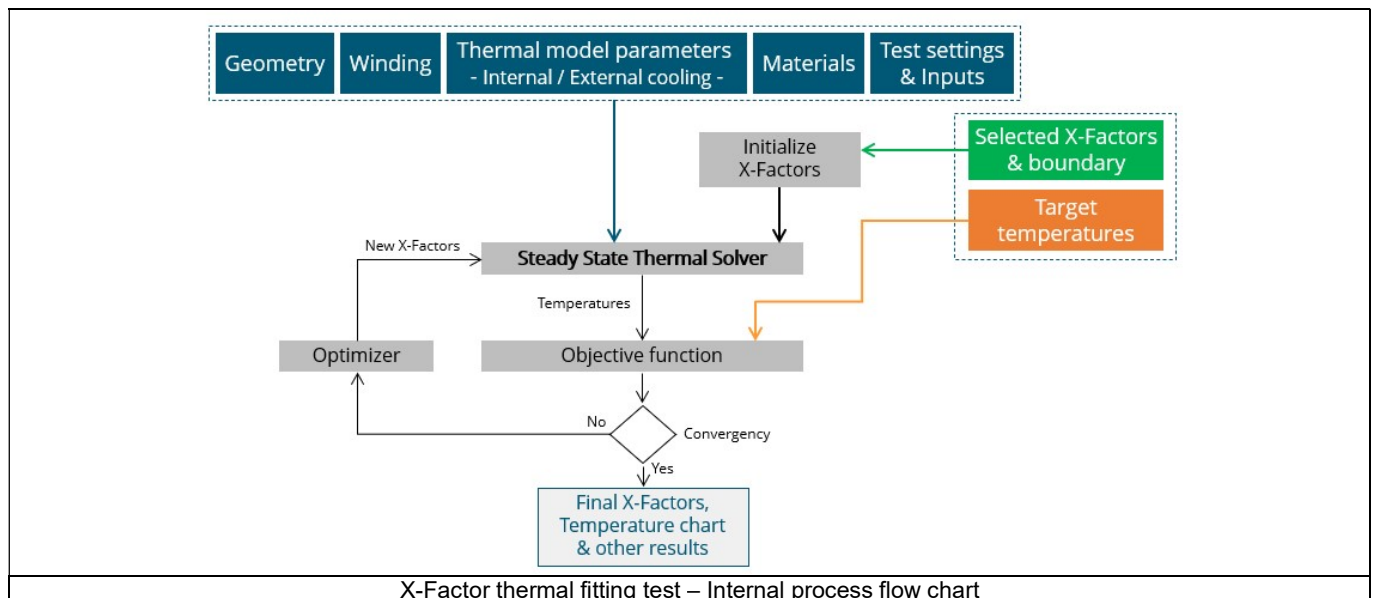 Geometry
Winding
Thermal model parameters
- Internal / External cooling -
Materials
Test settings
& Inputs
Initialize
X-Factors
Selected X-Factors
& boundary
Target
temperatures
New X-Factors
Steady State Thermal Solver
Temperatures
Optimizer
Objective function
No
Convergency
Yes
Final X-Factors,
Temperature chart
& other results
X-Factor thermal fitting test – Internal process flow chart